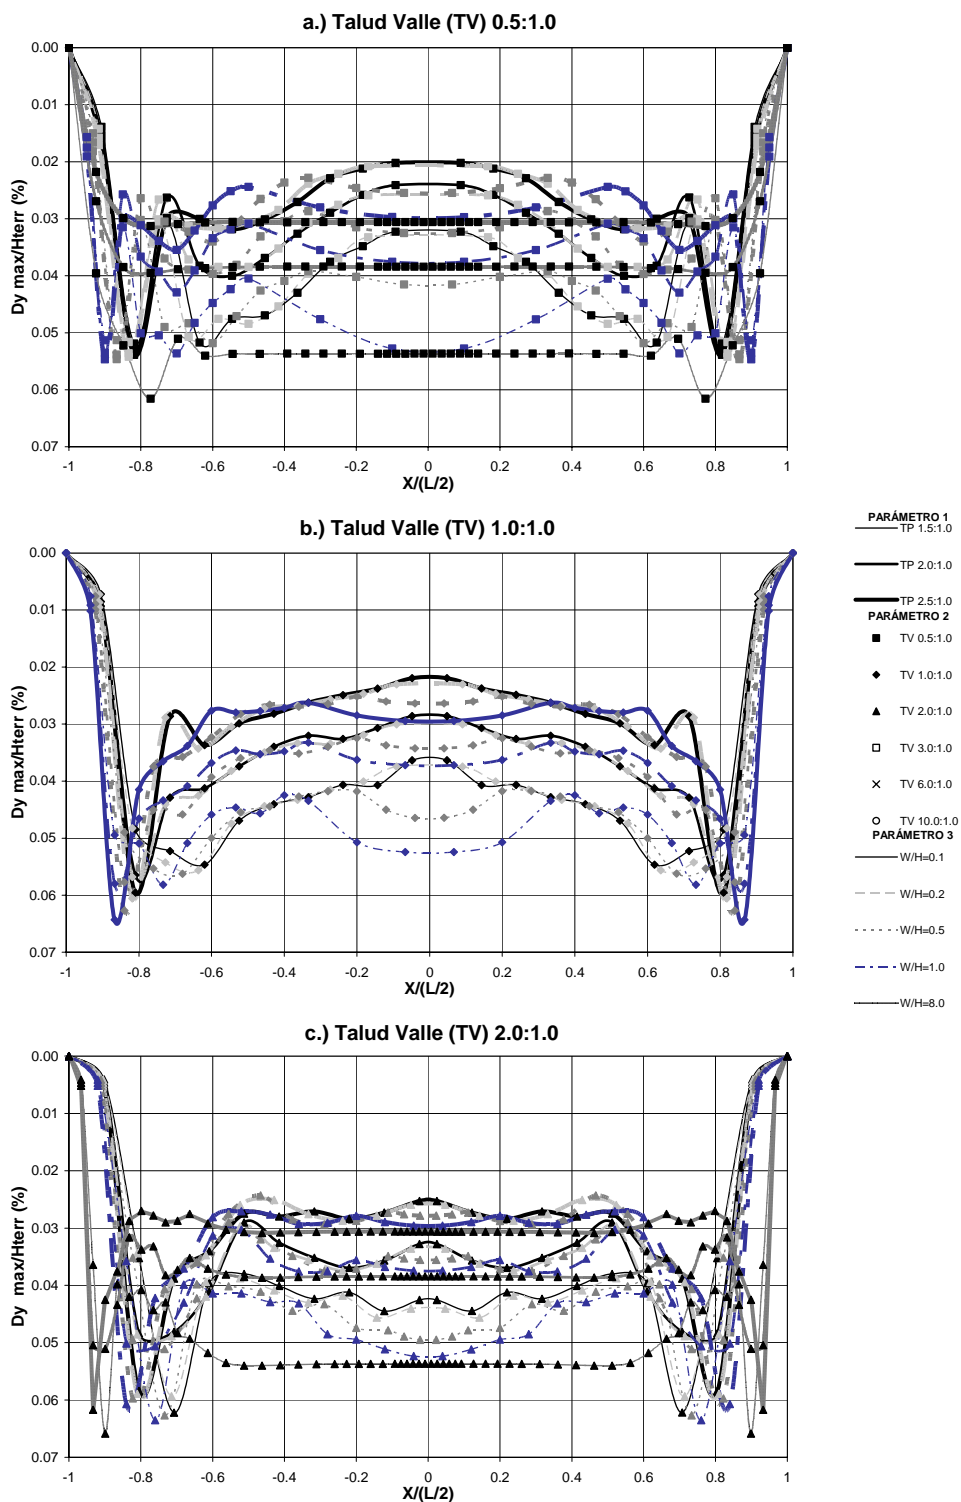 a.) Talud Valle (TV) 0.5:1.0
0.00
0.01
0.02
0.03
0.04
0.05
0.06
0.07
Dy max/Hterr (%)
-1 -0.8 -0.6 -0.4 -0.2 0 0.2 0.4 0.6 0.8 1
X/(L/2)
b.) Talud Valle (TV) 1.0:1.0
0.00
0.01
0.02
0.03
0.04
0.05
0.06
0.07
Dy max/Hterr (%)
-1 -0.8 -0.6 -0.4 -0.2 0 0.2 0.4 0.6 0.8 1
X/(L/2)
PARÁMETRO 1
TP 1.5:1.0
TP 2.0:1.0
TP 2.5:1.0
PARÁMETRO 2
TV 0.5:1.0
TV 1.0:1.0
TV 2.0:1.0
TV 3.0:1.0
TV 6.0:1.0
TV 10.0:1.0
PARÁMETRO 3
W/H=0.1
W/H=0.2
W/H=0.5
W/H=1.0
W/H=8.0
c.) Talud Valle (TV) 2.0:1.0
0.00
0.01
0.02
0.03
0.04
0.05
0.06
0.07
Dy max/Hterr (%)
-1 -0.8 -0.6 -0.4 -0.2 0 0.2 0.4 0.6 0.8 1
X/(L/2)